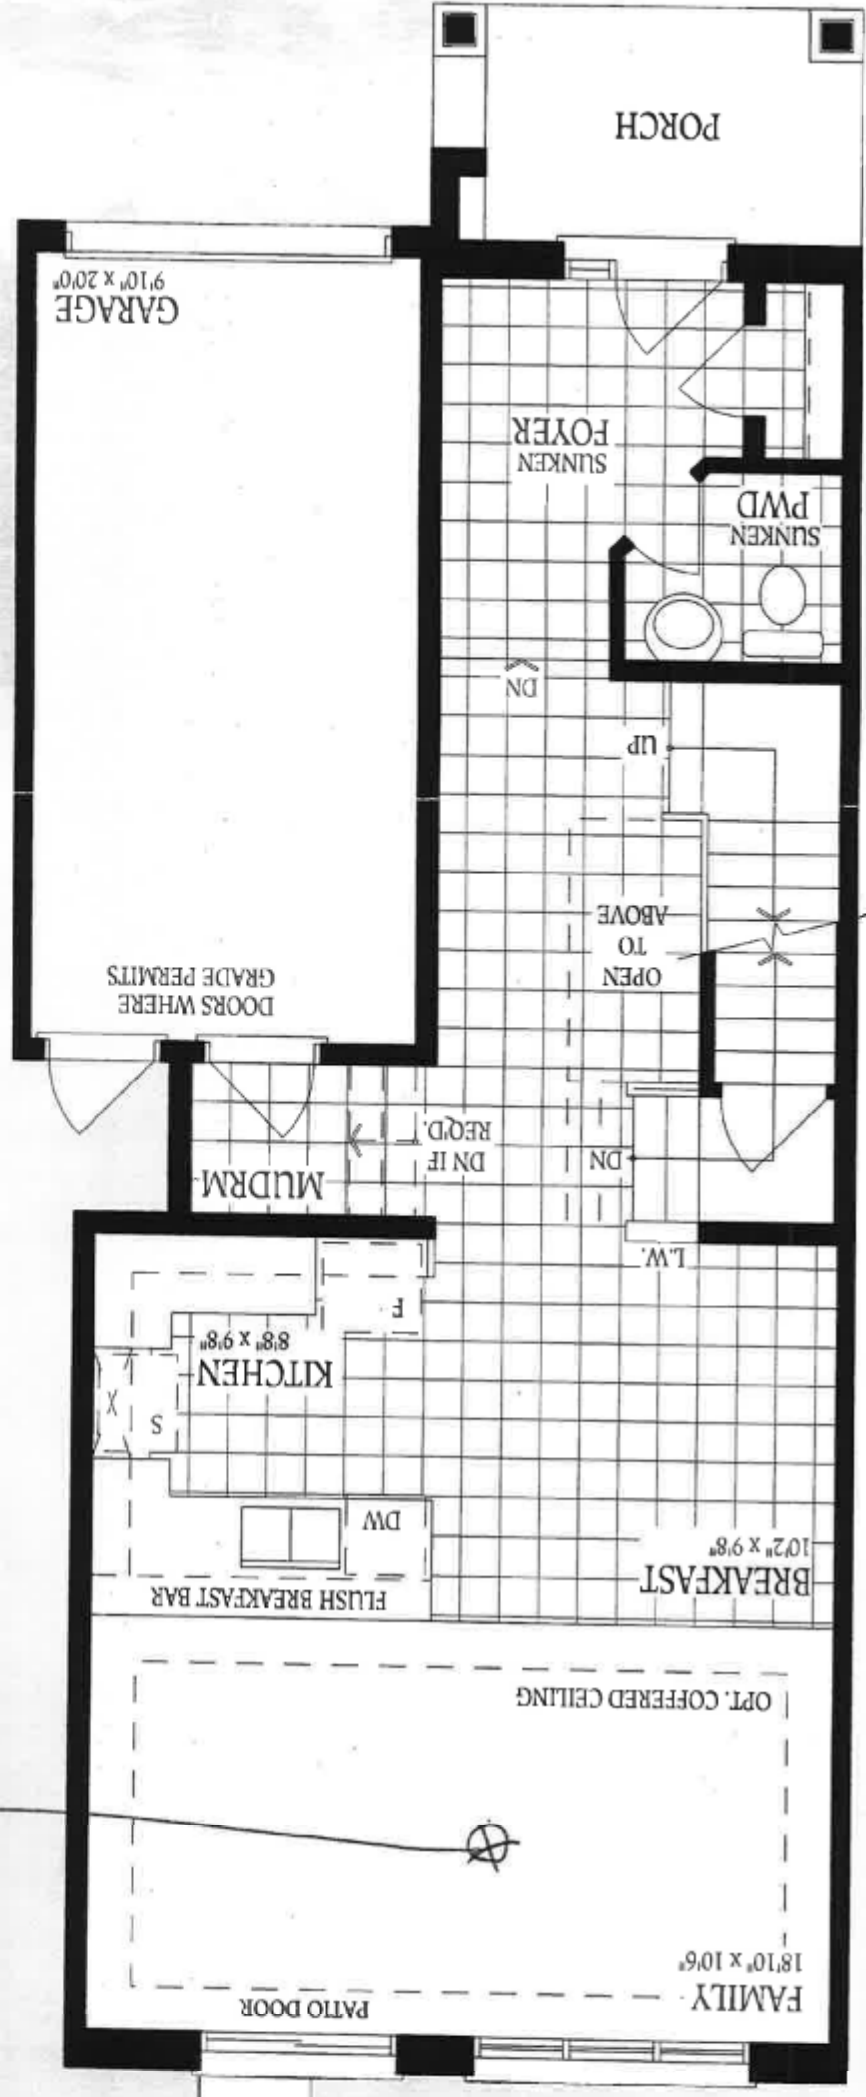 FAMILY
18'10" x 10'6"
PATIO DOOR
OPT. COFFERED CEILING
BREAKFAST
10'2" x 9'8"
FLUSH BREAKFAST BAR
DW
S
KITCHEN
8'8" x 9'8"
F
L.W.
DN
DN IF
REQ'D.
MUDRM
DOORS WHERE
GRADE PERMITS
OPEN
TO
ABOVE
UP
DN
SUNKEN
PWD
SUNKEN
FOYER
GARAGE
9'10" x 20'0"
PORCH